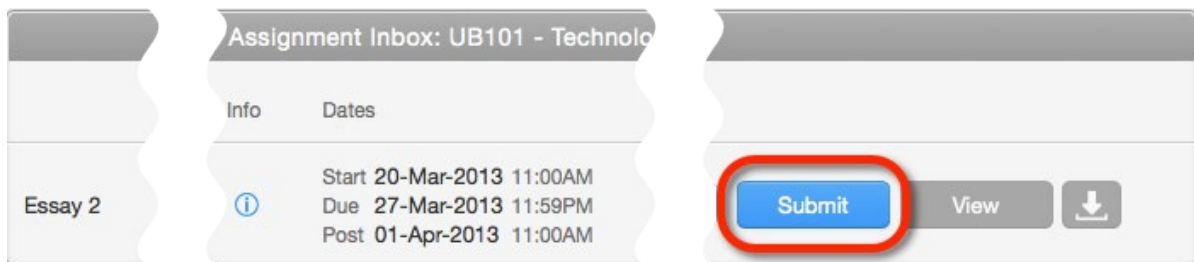 Assignment Inbox: UB101 - Technolo
Info Dates
Start 20-Mar-2013 11:00AM
Essay 2 Due 27-Mar-2013 11:59PM Submit View
Post 01-Apr-2013 11:00AM